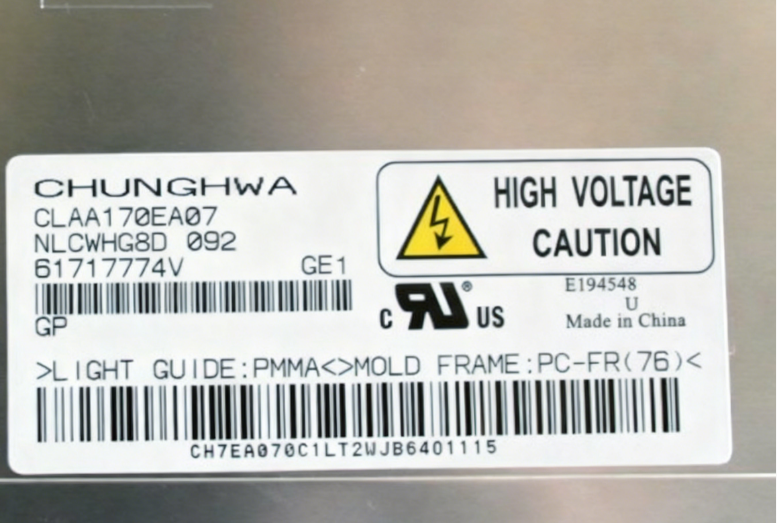 CHUNGHWA
CLAA170EA07
NLCWHG8D 092
61717774V GE1
GP
HIGH VOLTAGE
CAUTION
c RU® US
E194548
U
Made in China
>LIGHT GUIDE:PMMA<>MOLD FRAME:PC-FR(76)<
CH7EA070C1LT2WJB6401115